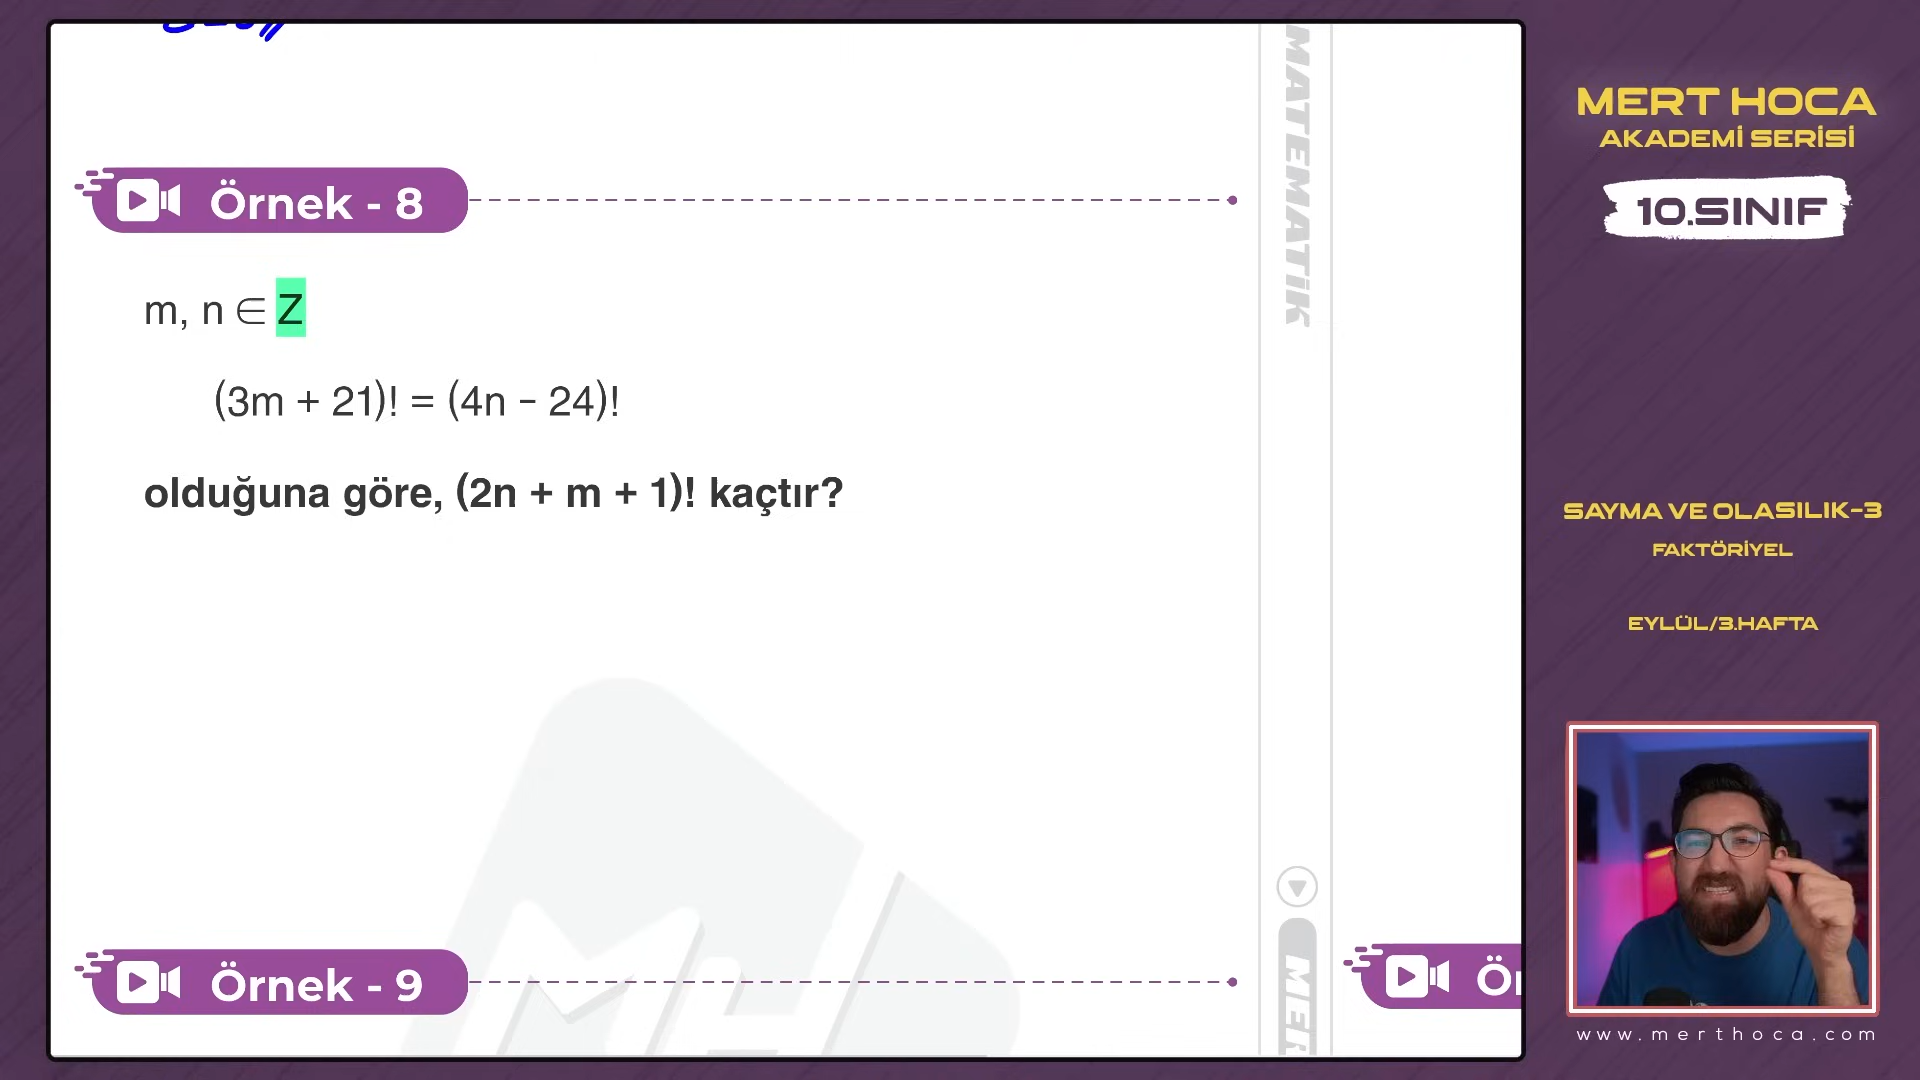 Örnek - 8
m, n ∈ Z
(3m + 21)! = (4n - 24)!
olduğuna göre, (2n + m + 1)! kaçtır?
Örnek - 9
MATEMATİK
MERT HOCA
AKADEMİ SERİSİ
10.SINIF
SAYMA VE OLASILIK-3
FAKTÖRİYEL
EYLÜL/3.HAFTA
www.merthoca.com